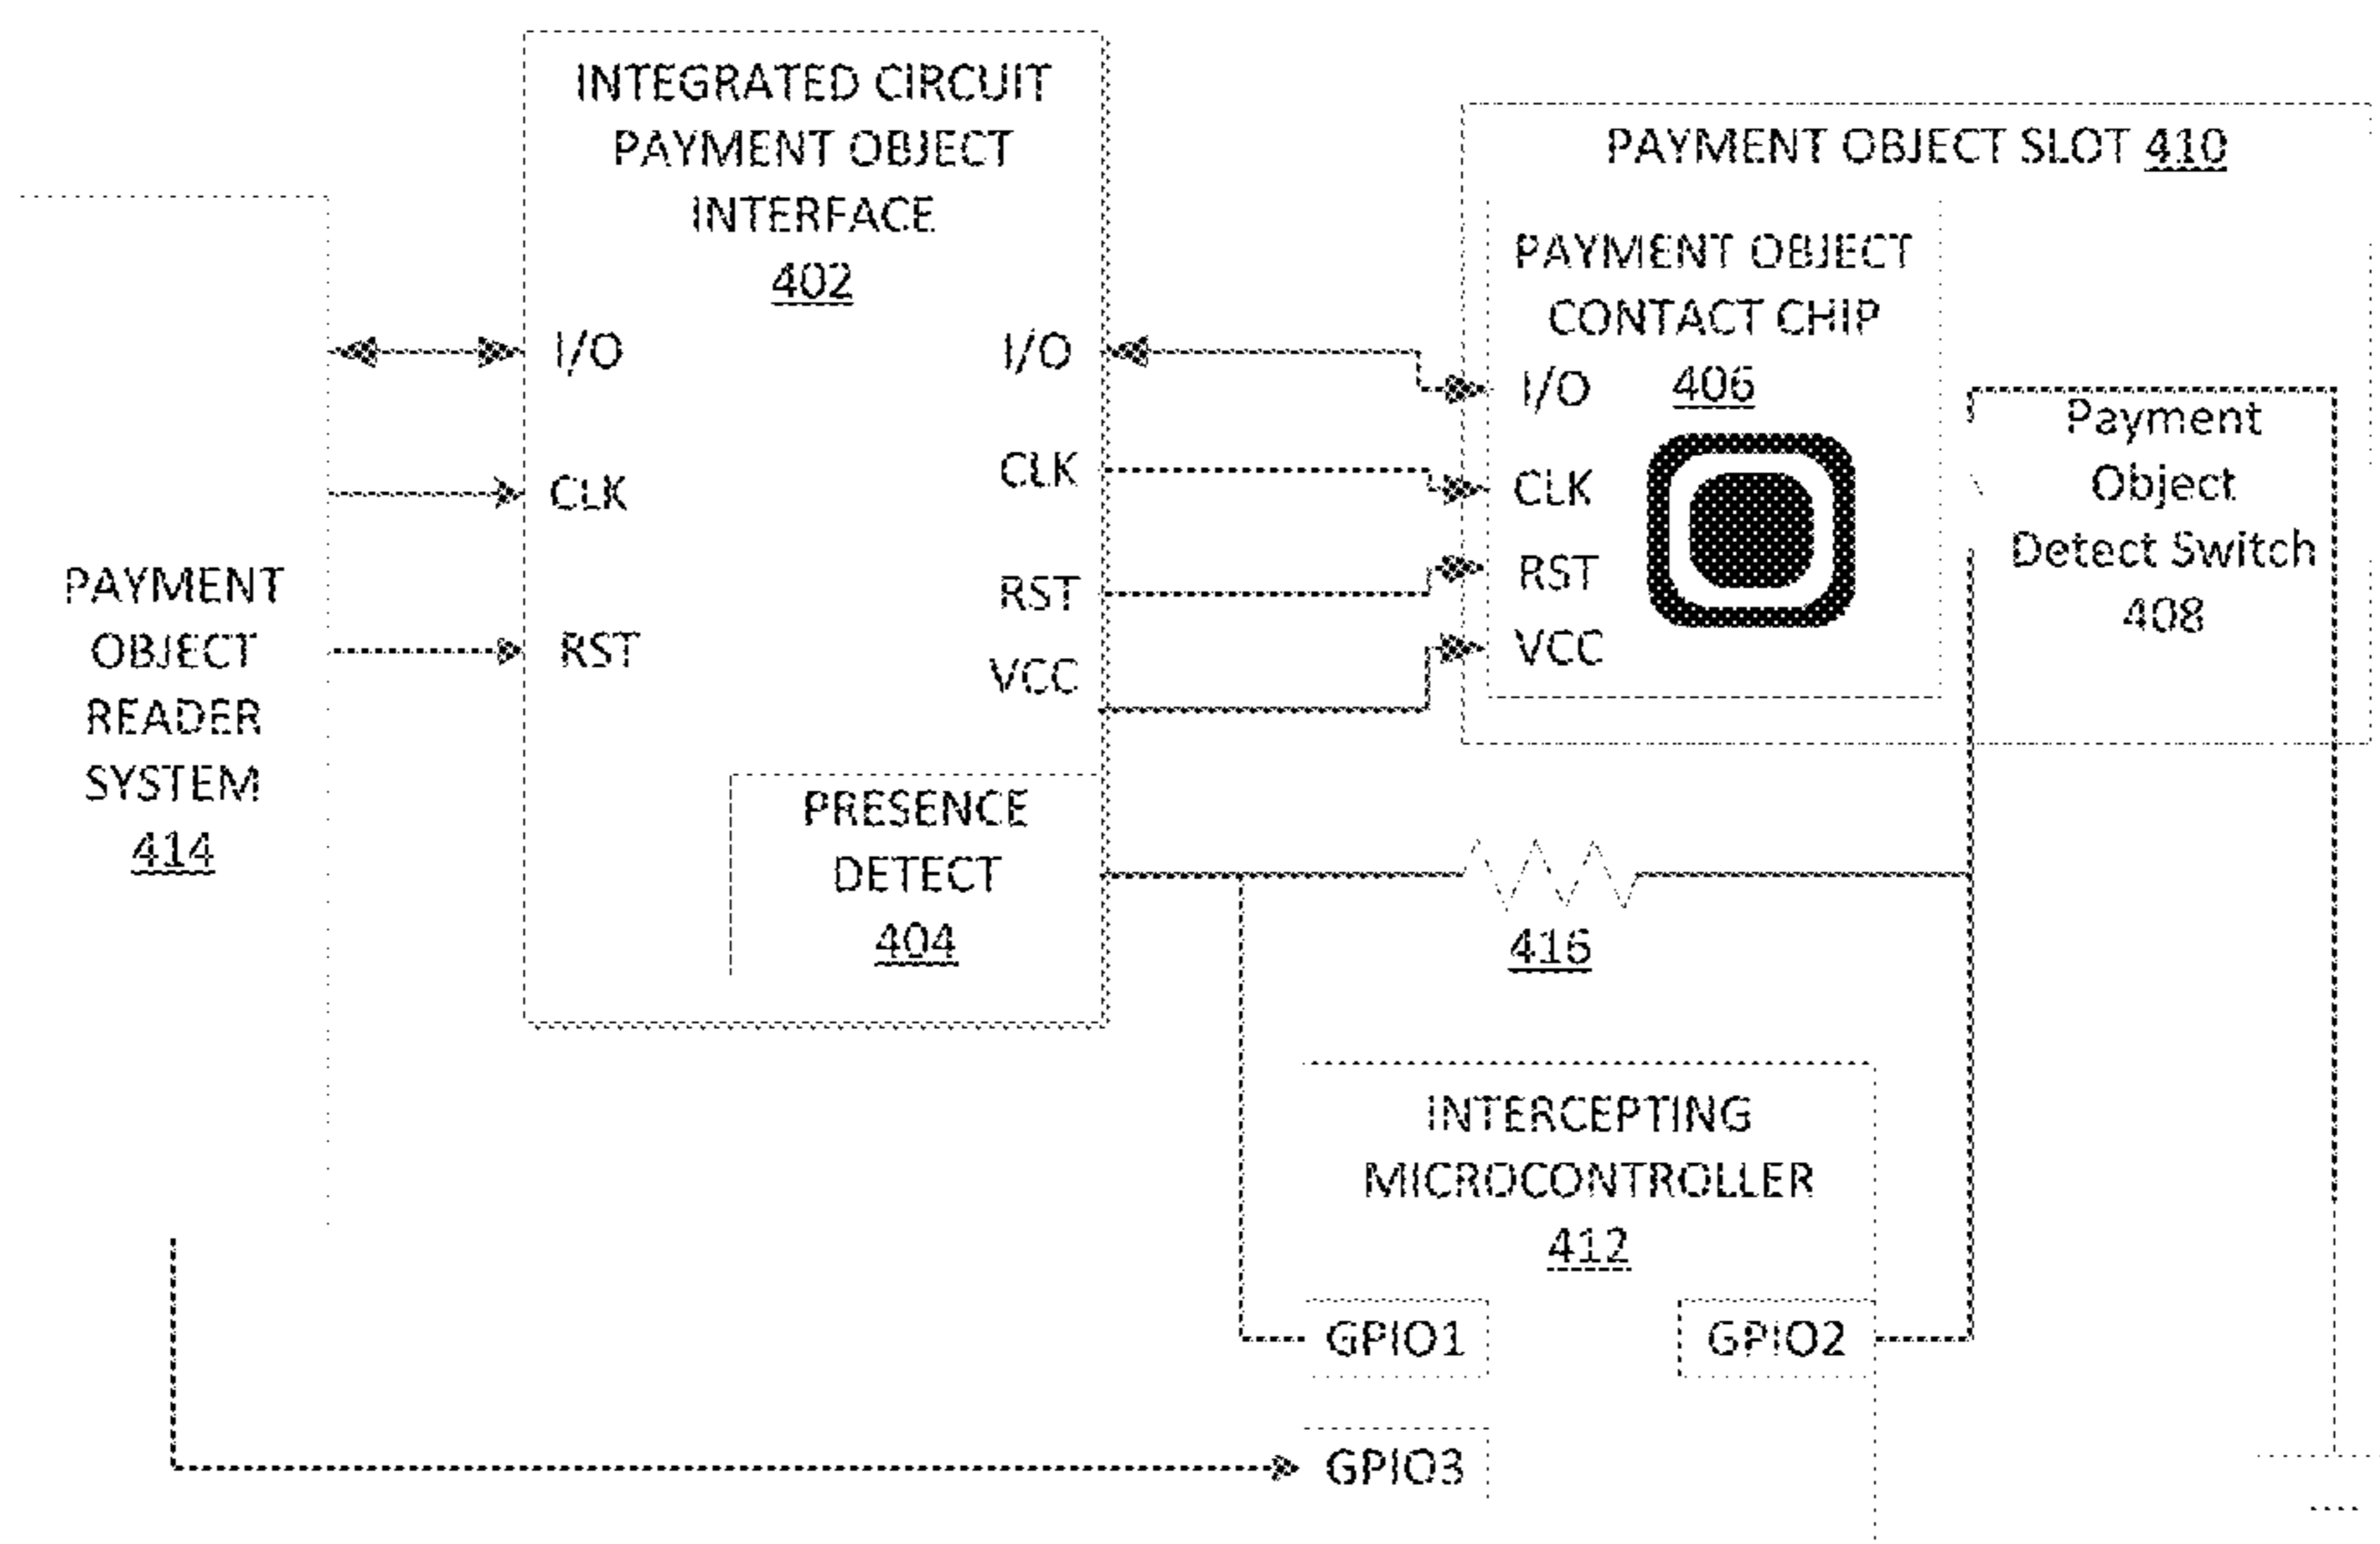 INTEGRATED CIRCUIT
PAYMENT OBJECT
INTERFACE
402
I/O
CLK
RST
I/O
CLK
RST
VCC
PRESENCE
DETECT
404
PAYMENT
OBJECT
READER
SYSTEM
414
PAYMENT OBJECT SLOT 410
PAYMENT OBJECT
CONTACT CHIP
406
I/O
CLK
RST
VCC
Payment
Object
Detect Switch
408
416
INTERCEPTING
MICROCONTROLLER
412
GPIO1
GPIO2
GPIO3